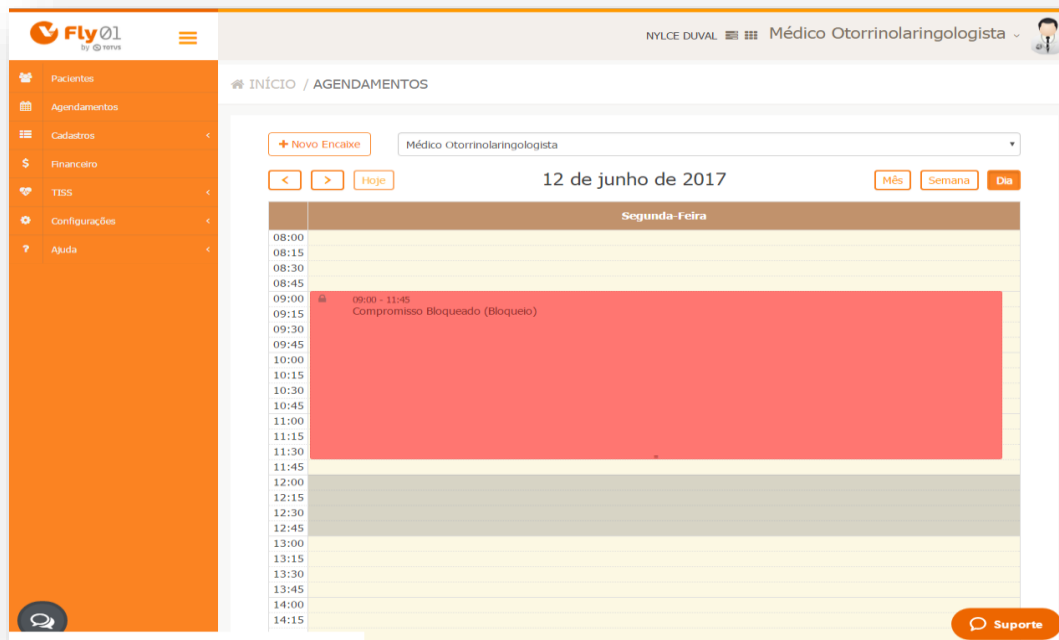 Fly01
by TOTVS
NYLCE DUVAL Médico Otorrinolaringologista
Pacientes
Agendamentos
Cadastros
Financeiro
TISS
Configurações
Ajuda
INÍCIO / AGENDAMENTOS
+ Novo Encaixe
Médico Otorrinolaringologista
< > Hoje
12 de junho de 2017
Mês Semana Dia
Segunda-Feira
08:00
08:15
08:30
08:45
09:00
09:00 - 11:45
Compromisso Bloqueado (Bloqueio)
09:15
09:30
09:45
10:00
10:15
10:30
10:45
11:00
11:15
11:30
11:45
12:00
12:15
12:30
12:45
13:00
13:15
13:30
13:45
14:00
14:15
Suporte